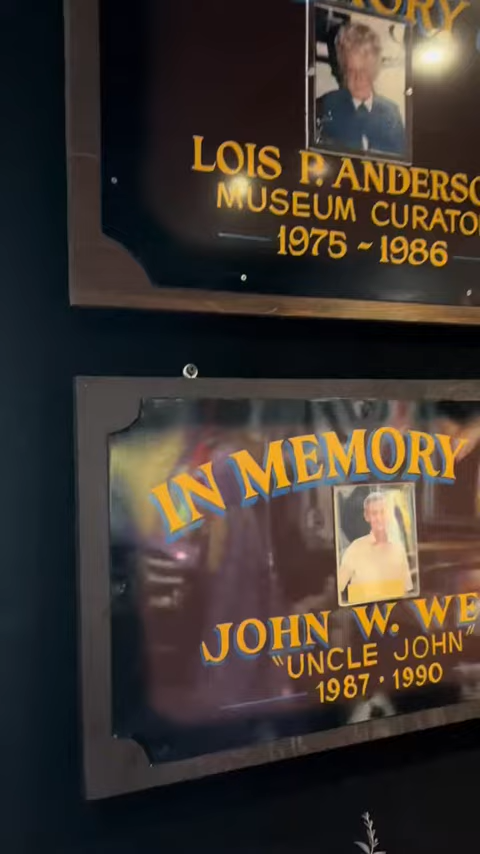 LOIS P. ANDERSO
MUSEUM CURATO
1975 ~ 1986
IN MEMORY
JOHN W. WE
"UNCLE JOHN"
1987 · 1990